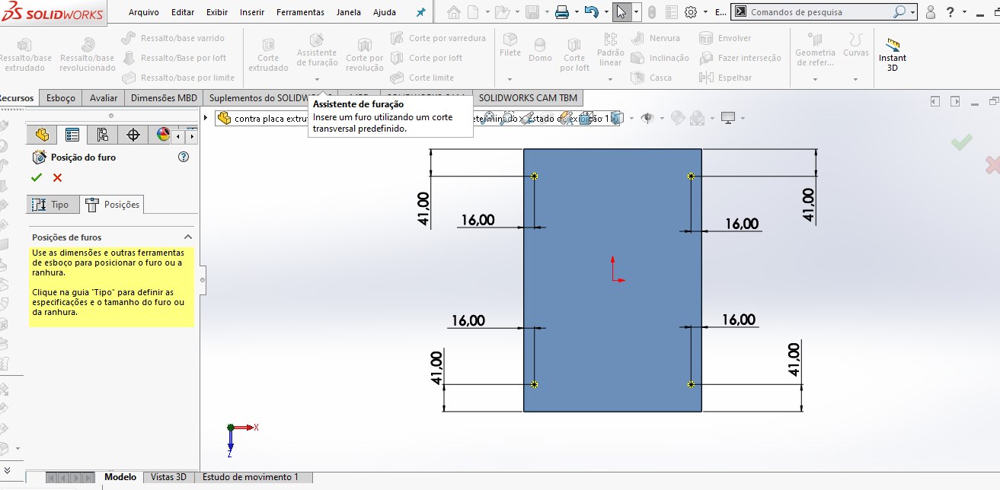 SOLIDWORKS
Arquivo Editar Exibir Inserir Ferramentas Janela Ajuda
E...
Comandos de pesquisa
?
Ressalto/base extrudado
Ressalto/base revolucionado
Ressalto/base varrido
Ressalto/base por loft
Ressalto/base por limite
Corte extrudado
Assistente de furação
Corte por revolução
Corte por varredura
Corte por loft
Corte limite
Filete
Domo
Corte por loft
Padrão linear
Nervura
Inclinação
Casca
Envolver
Fazer interseção
Espelhar
Geometria de refer...
Curvas
Instant 3D
Recursos Esboço Avaliar Dimensões MBD Suplementos do SOLIDWORKS MBD SOLIDWORKS CAM SOLIDWORKS CAM TBM
Assistente de furação
Insere um furo utilizando um corte
transversal predefinido.
contra placa extru
Posição do furo
?
Tipo Posições
Posições de furos
Use as dimensões e outras ferramentas
de esboço para posicionar o furo ou a
ranhura.
Clique na guia "Tipo" para definir as
especificações e o tamanho do furo ou
da ranhura.
41,00
16,00
41,00
16,00
16,00
41,00
16,00
41,00
X
Z
Modelo Vistas 3D Estudo de movimento 1